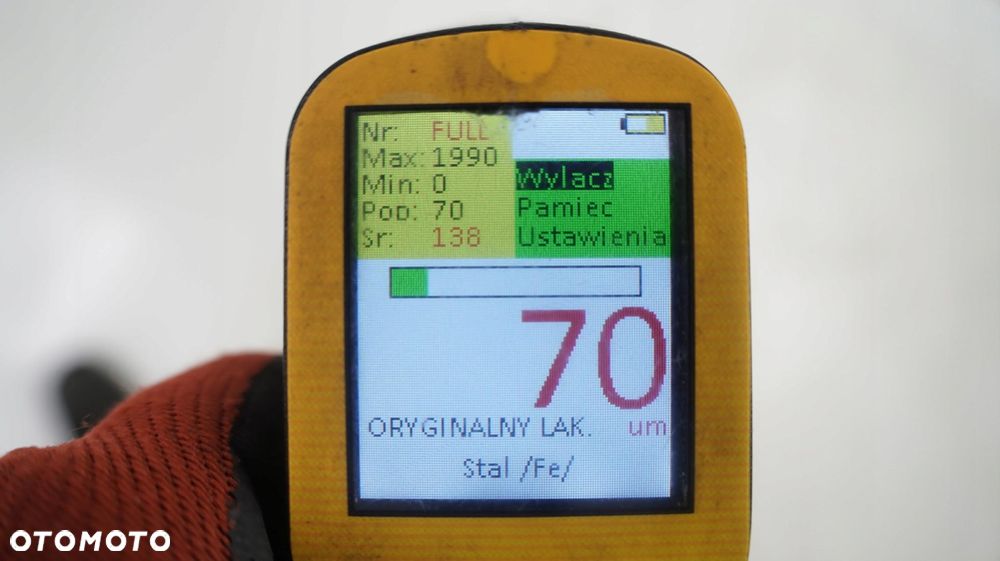 Nr: FULL
Max: 1990
Min: 0
Pop: 70
Sr: 138
Wylacz
Pamiec
Ustawienia
70
ORYGINALNY LAK. um
Stal /Fe/
OTOMOTO